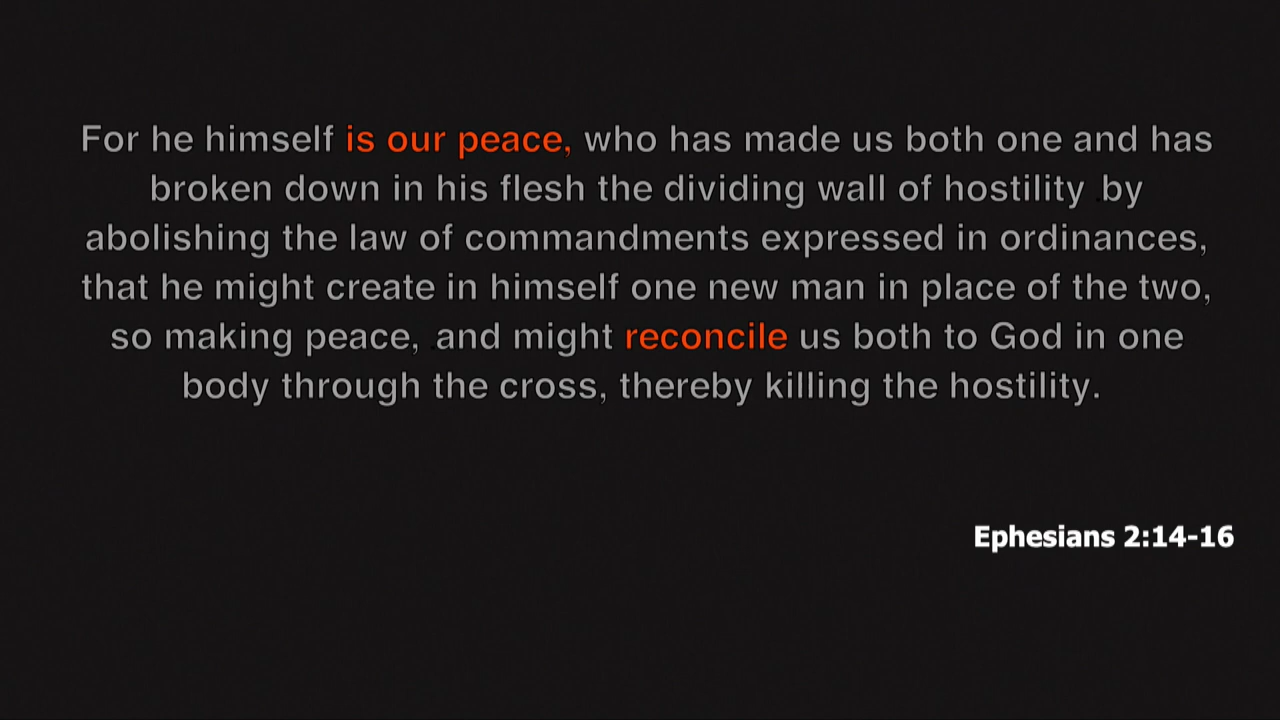 For he himself is our peace, who has made us both one and has
broken down in his flesh the dividing wall of hostility by
abolishing the law of commandments expressed in ordinances,
that he might create in himself one new man in place of the two,
so making peace, and might reconcile us both to God in one
body through the cross, thereby killing the hostility.
Ephesians 2:14-16